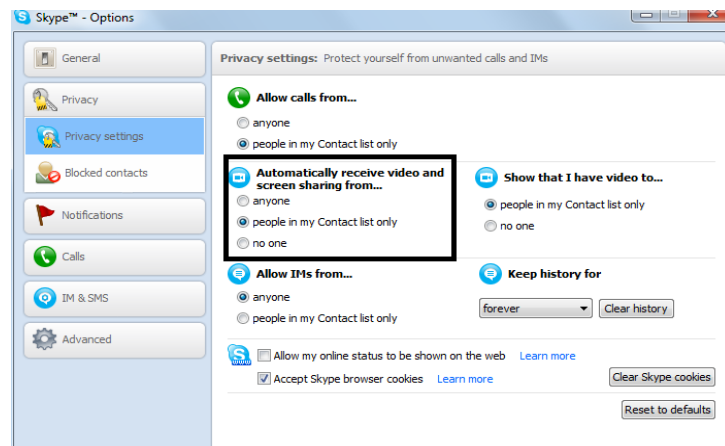 Skype™ - Options
General
Privacy
Privacy settings
Blocked contacts
Notifications
Calls
IM & SMS
Advanced
Privacy settings: Protect yourself from unwanted calls and IMs
Allow calls from...
anyone
people in my Contact list only
Automatically receive video and
screen sharing from...
anyone
people in my Contact list only
no one
Show that I have video to...
people in my Contact list only
no one
Allow IMs from...
anyone
people in my Contact list only
Keep history for
forever Clear history
Allow my online status to be shown on the web Learn more
Accept Skype browser cookies Learn more Clear Skype cookies
Reset to defaults